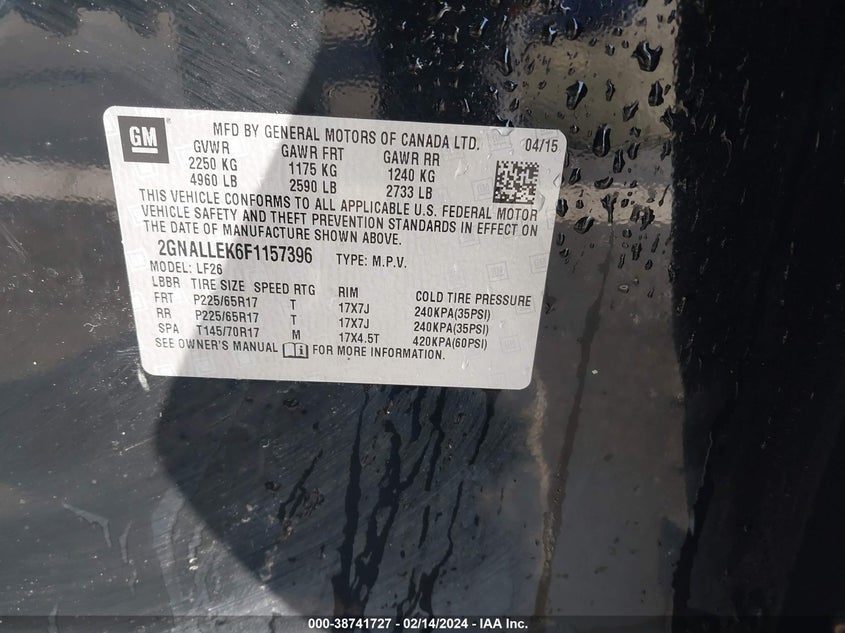 GM
MFD BY GENERAL MOTORS OF CANADA LTD. 04/15
GVWR GAWR FRT GAWR RR
2250 KG 1175 KG 1240 KG
4960 LB 2590 LB 2733 LB
THIS VEHICLE CONFORMS TO ALL APPLICABLE U.S. FEDERAL MOTOR
VEHICLE SAFETY AND THEFT PREVENTION STANDARDS IN EFFECT ON
THE DATE OF MANUFACTURE SHOWN ABOVE.
2GNALLEK6F1157396 TYPE: M.P.V.
MODEL: LF26
LBBR TIRE SIZE SPEED RTG RIM COLD TIRE PRESSURE
FRT P225/65R17 T 17X7J 240KPA(35PSI)
RR P225/65R17 T 17X7J 240KPA(35PSI)
SPA T145/70R17 M 17X4.5T 420KPA(60PSI)
SEE OWNER'S MANUAL FOR MORE INFORMATION.
000-38741727 - 02/14/2024 - IAA Inc.